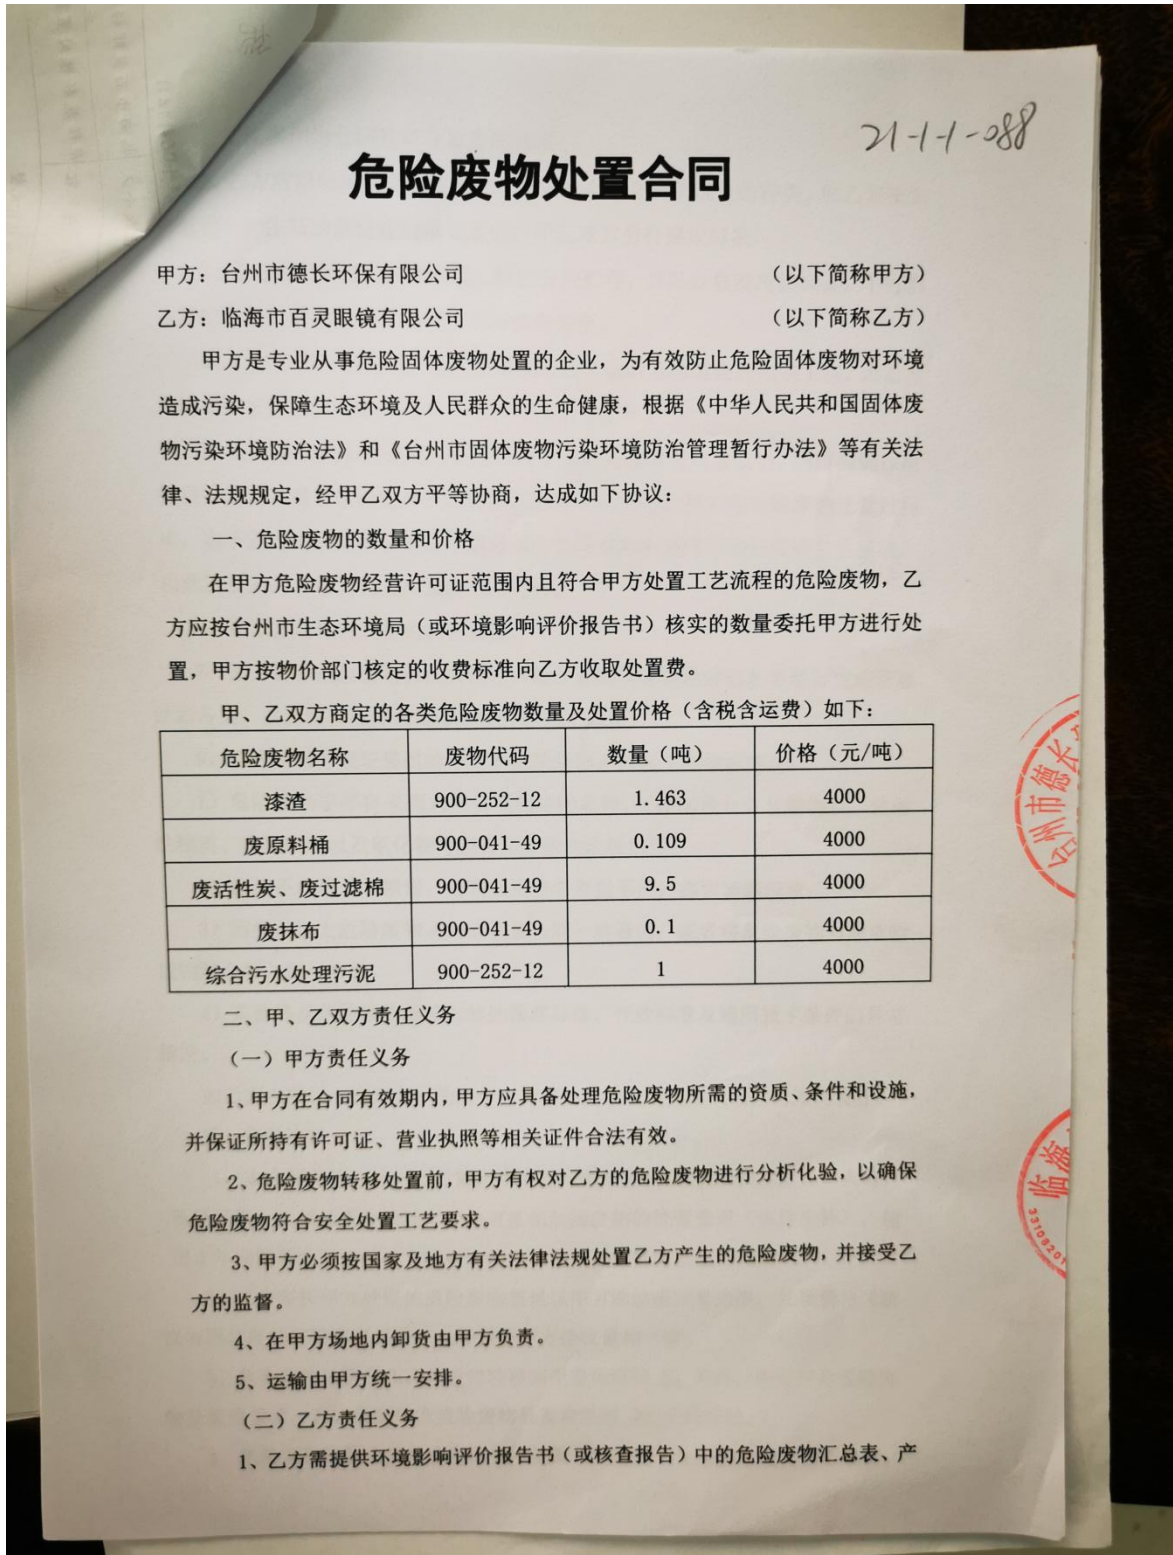 21-1-1-088
危险废物处置合同
甲方：台州市德长环保有限公司 （以下简称甲方）
乙方：临海市百灵眼镜有限公司 （以下简称乙方）
甲方是专业从事危险固体废物处置的企业，为有效防止危险固体废物对环境
造成污染，保障生态环境及人民群众的生命健康，根据《中华人民共和国固体废
物污染环境防治法》和《台州市固体废物污染环境防治管理暂行办法》等有关法
律、法规规定，经甲乙双方平等协商，达成如下协议：
一、危险废物的数量和价格
在甲方危险废物经营许可证范围内且符合甲方处置工艺流程的危险废物，乙
方应按台州市生态环境局（或环境影响评价报告书）核实的数量委托甲方进行处
置，甲方按物价部门核定的收费标准向乙方收取处置费。
甲、乙双方商定的各类危险废物数量及处置价格（含税含运费）如下：
危险废物名称 废物代码 数量（吨） 价格（元/吨）
漆渣 900-252-12 1.463 4000
废原料桶 900-041-49 0.109 4000
废活性炭、废过滤棉 900-041-49 9.5 4000
废抹布 900-041-49 0.1 4000
综合污水处理污泥 900-252-12 1 4000
二、甲、乙双方责任义务
（一）甲方责任义务
1、甲方在合同有效期内，甲方应具备处理危险废物所需的资质、条件和设施，
并保证所持有许可证、营业执照等相关证件合法有效。
2、危险废物转移处置前，甲方有权对乙方的危险废物进行分析化验，以确保
危险废物符合安全处置工艺要求。
3、甲方必须按国家及地方有关法律法规处置乙方产生的危险废物，并接受乙
方的监督。
4、在甲方场地内卸货由甲方负责。
5、运输由甲方统一安排。
（二）乙方责任义务
1、乙方需提供环境影响评价报告书（或核查报告）中的危险废物汇总表、产
台州市德长
临海
33108201